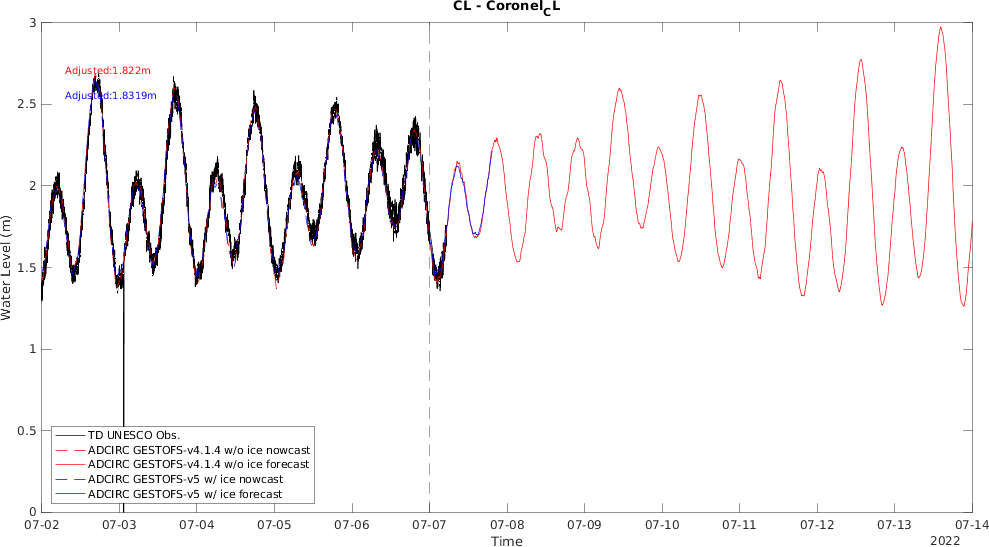 CL - Coronel_CL
Adjusted:1.822m
Adjusted:1.8319m
3
2.5
2
1.5
1
0.5
0
Water Level (m)
TD UNESCO Obs.
ADCIRC GESTOFS-v4.1.4 w/o ice nowcast
ADCIRC GESTOFS-v4.1.4 w/o ice forecast
ADCIRC GESTOFS-v5 w/ ice nowcast
ADCIRC GESTOFS-v5 w/ ice forecast
07-02 07-03 07-04 07-05 07-06 07-07 07-08 07-09 07-10 07-11 07-12 07-13 07-14
Time
2022